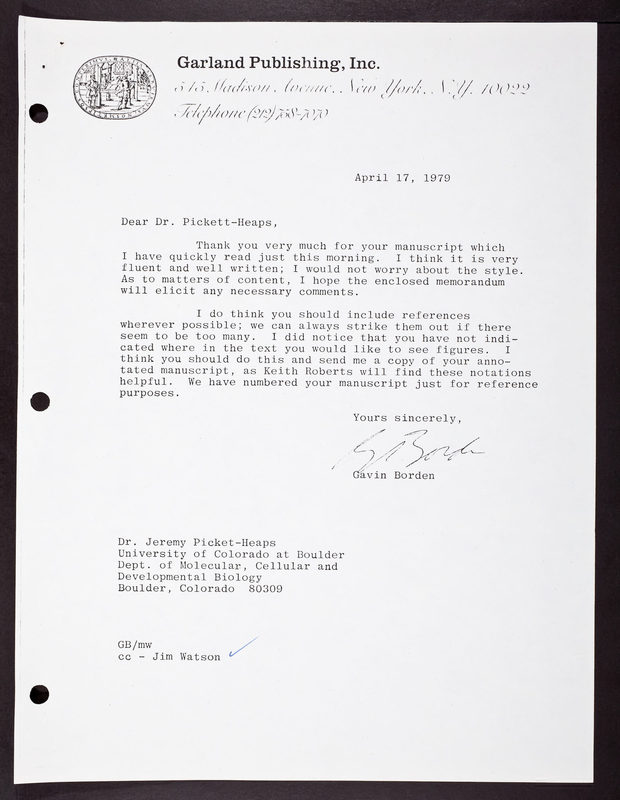 Garland Publishing, Inc.
545 Madison Avenue, New York, N.Y. 10022
Telephone (212) 758-7070
April 17, 1979
Dear Dr. Pickett-Heaps,
Thank you very much for your manuscript which
I have quickly read just this morning. I think it is very
fluent and well written; I would not worry about the style.
As to matters of content, I hope the enclosed memorandum
will elicit any necessary comments.
I do think you should include references
wherever possible; we can always strike them out if there
seem to be too many. I did notice that you have not indi-
cated where in the text you would like to see figures. I
think you should do this and send me a copy of your anno-
tated manuscript, as Keith Roberts will find these notations
helpful. We have numbered your manuscript just for reference
purposes.
Yours sincerely,
Gavin Borden
Dr. Jeremy Picket-Heaps
University of Colorado at Boulder
Dept. of Molecular, Cellular and
Developmental Biology
Boulder, Colorado 80309
GB/mw
cc - Jim Watson